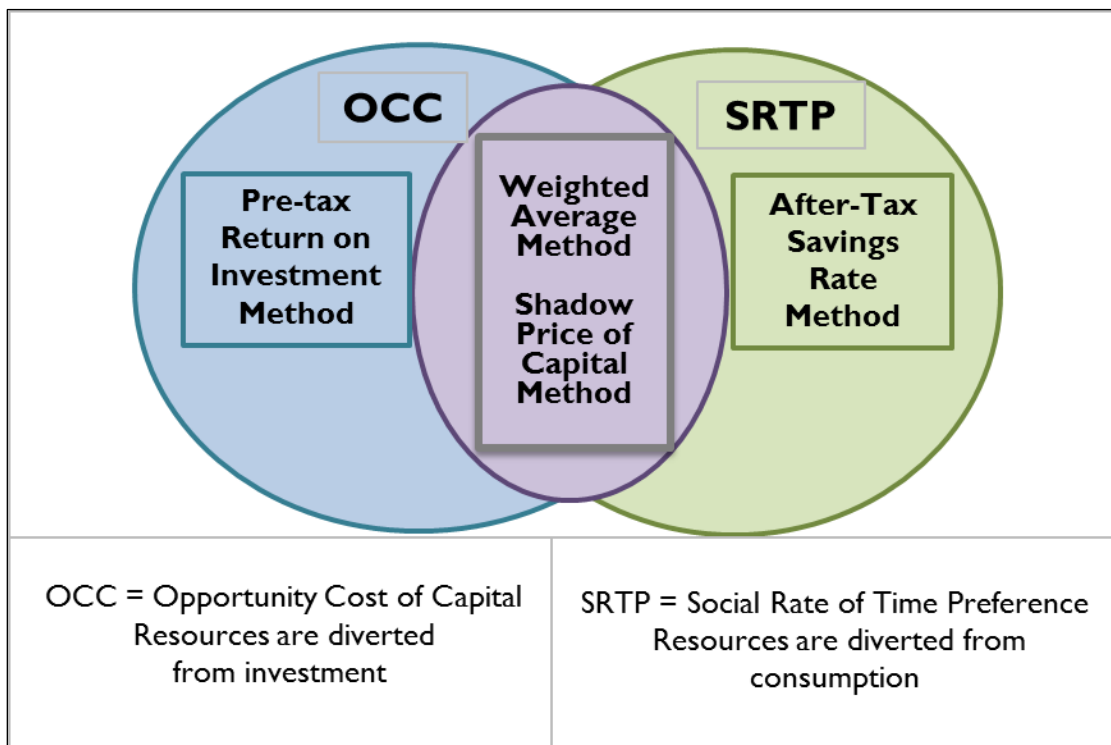 OCC
SRTP
Pre-tax
Return on
Investment
Method
Weighted
Average
Method
Shadow
Price of
Capital
Method
After-Tax
Savings
Rate
Method
OCC = Opportunity Cost of Capital
Resources are diverted
from investment
SRTP = Social Rate of Time Preference
Resources are diverted from
consumption